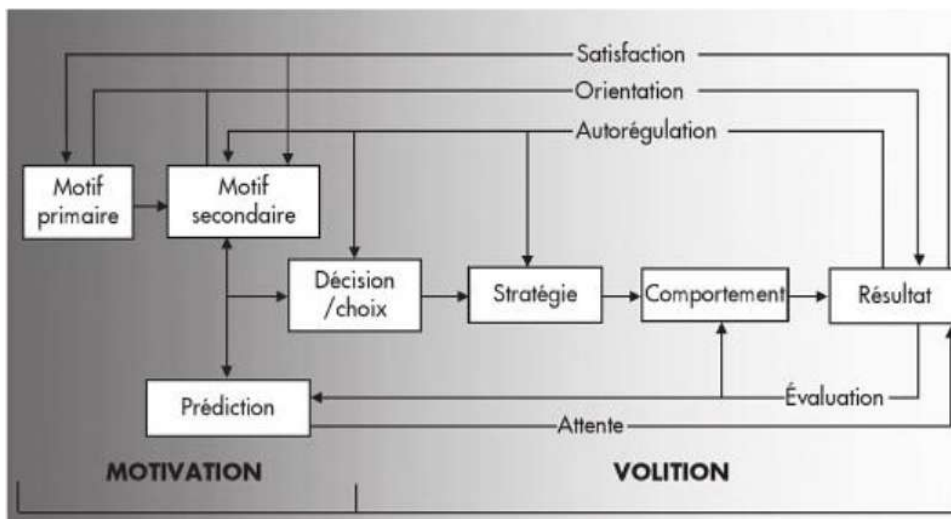 Satisfaction
Orientation
Autorégulation
Motif
primaire
Motif
secondaire
Décision
/choix
Stratégie
Comportement
Résultat
Prédiction
Évaluation
Attente
MOTIVATION
VOLITION